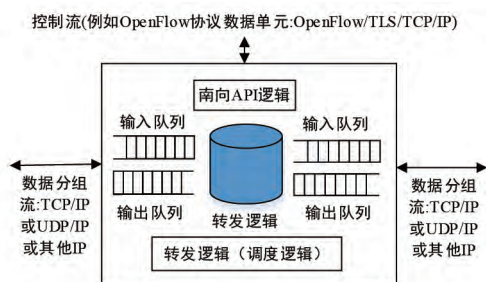 控制流(例如OpenFlow协议数据单元:OpenFlow/TLS/TCP/IP)
南向API逻辑
输入队列
输入队列
输出队列
转发逻辑
输出队列
转发逻辑（调度逻辑）
数据分组
流:TCP/IP
或UDP/IP
或其他IP
数据分组
流:TCP/IP
或UDP/IP
或其他IP